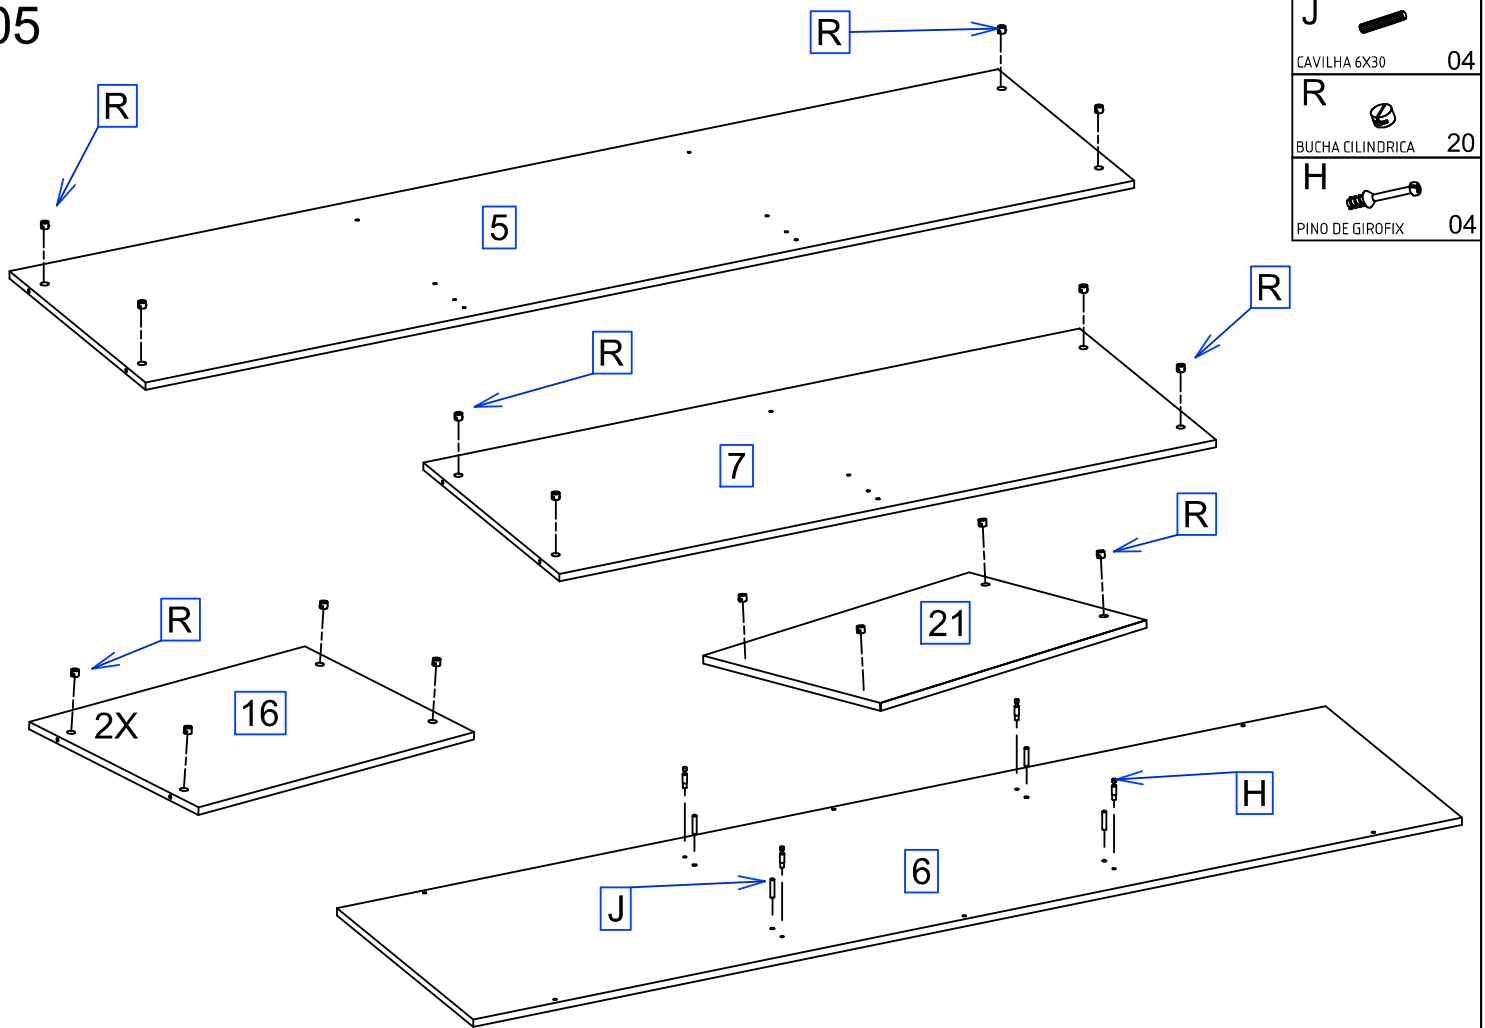 05
J
CAVILHA 6X30 04
R
BUCHA CILINDRICA 20
H
PINO DE GIROFIX 04
R
R
5
R
R
7
R
21
R
2X
16
H
6
J